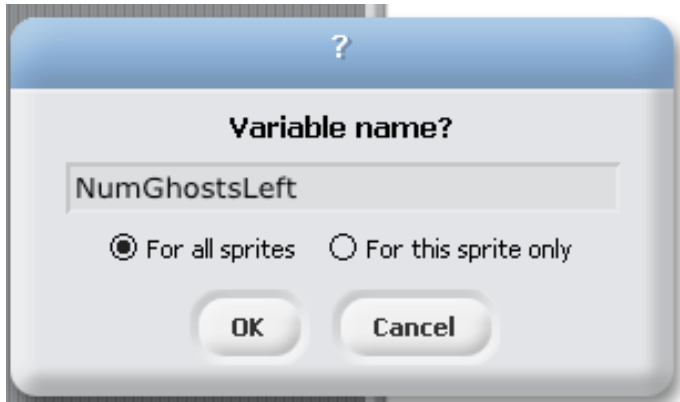 ?
Variable name?
NumGhostsLeft
For all sprites For this sprite only
OK Cancel